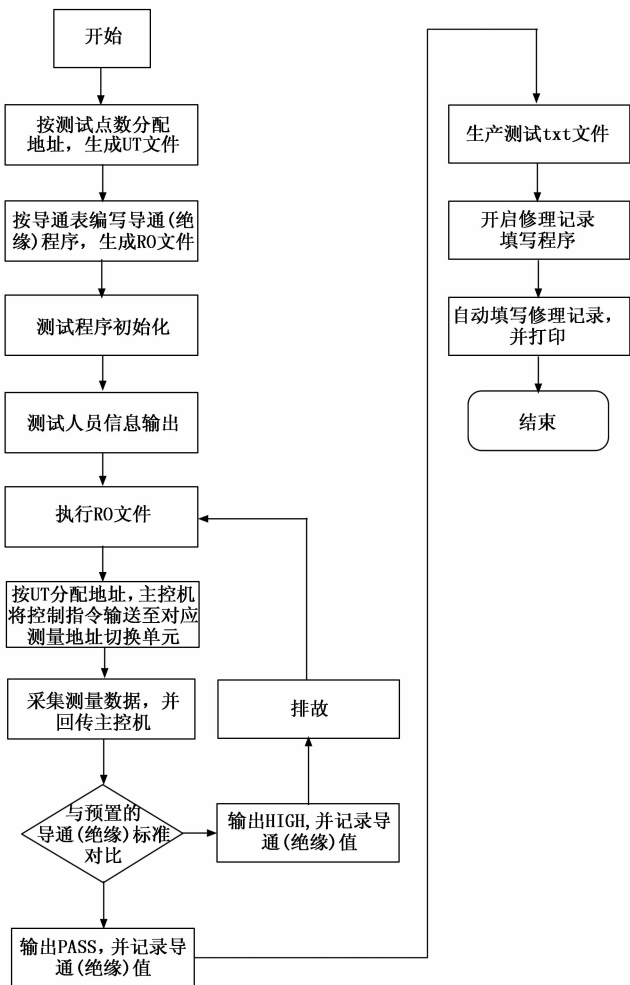 开始
按测试点数分配
地址，生成UT文件
按导通表编写导通(绝
缘)程序，生成RO文件
测试程序初始化
测试人员信息输出
执行RO文件
按UT分配地址，主控机
将控制指令输送至对应
测量地址切换单元
采集测量数据，并
回传主控机
与预置的
导通(绝缘)标准
对比
输出PASS，并记录导
通(绝缘)值
输出HIGH，并记录导
通(绝缘)值
排故
生产测试txt文件
开启修理记录
填写程序
自动填写修理记录，
并打印
结束